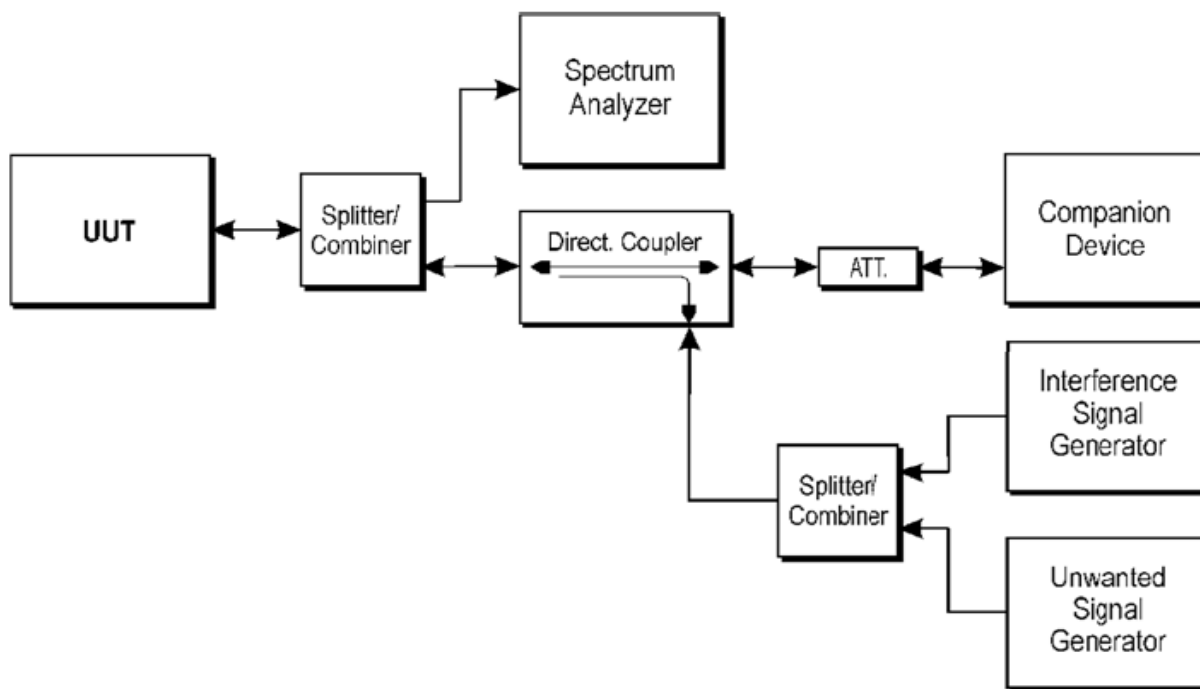 Spectrum
Analyzer
UUT
Splitter/
Combiner
Direct. Coupler
ATT.
Companion
Device
Interference
Signal
Generator
Splitter/
Combiner
Unwanted
Signal
Generator